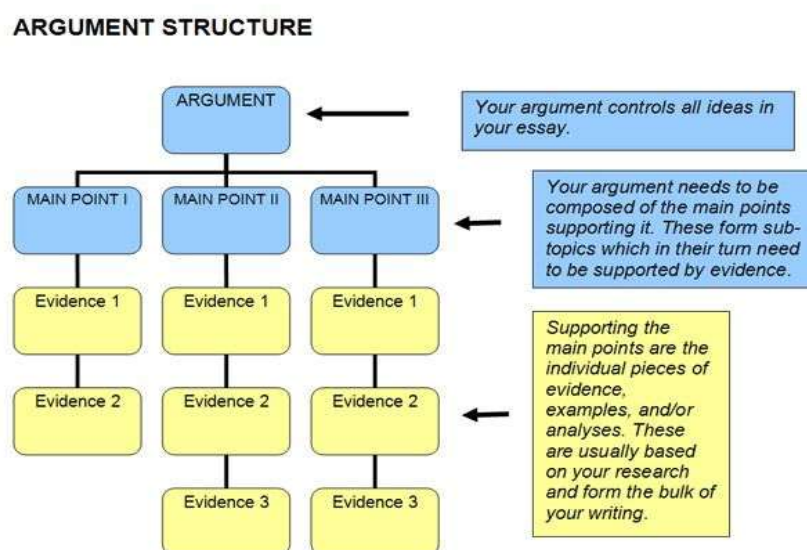 ARGUMENT STRUCTURE
ARGUMENT
Your argument controls all ideas in
your essay.
MAIN POINT I
MAIN POINT II
MAIN POINT III
Your argument needs to be
composed of the main points
supporting it. These form sub-
topics which in their turn need
to be supported by evidence.
Evidence 1
Evidence 1
Evidence 1
Evidence 2
Evidence 2
Evidence 2
Evidence 3
Evidence 3
Supporting the
main points are the
individual pieces of
evidence,
examples, and/or
analyses. These
are usually based
on your research
and form the bulk of
your writing.